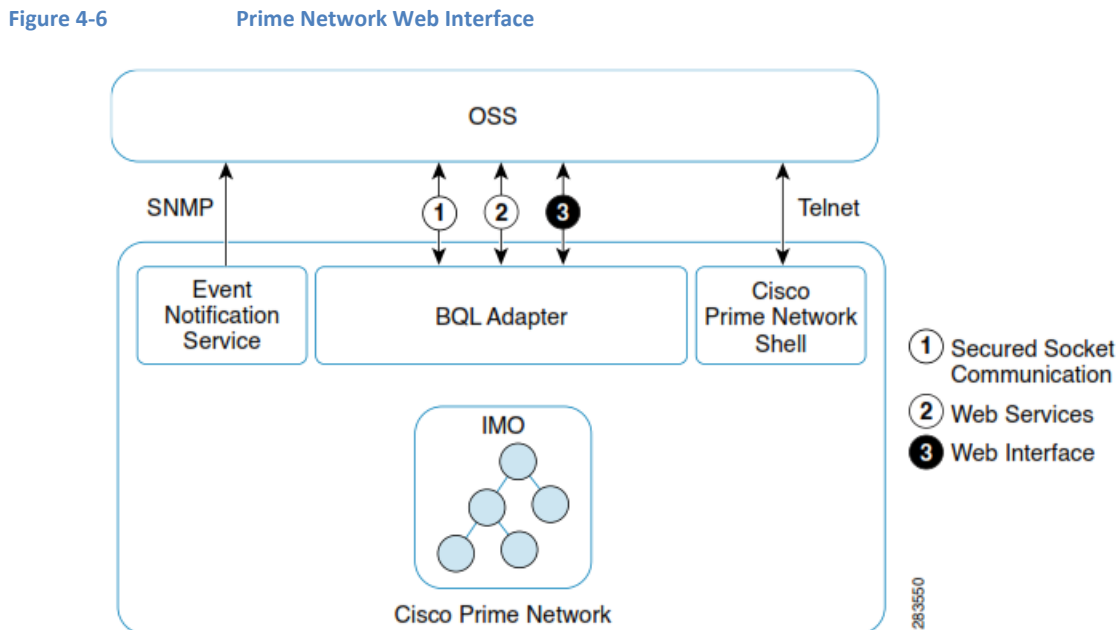 Figure 4-6 Prime Network Web Interface
OSS
SNMP
1
2
3
Telnet
Event
Notification
Service
BQL Adapter
Cisco
Prime Network
Shell
1 Secured Socket
Communication
2 Web Services
3 Web Interface
IMO
Cisco Prime Network
283550